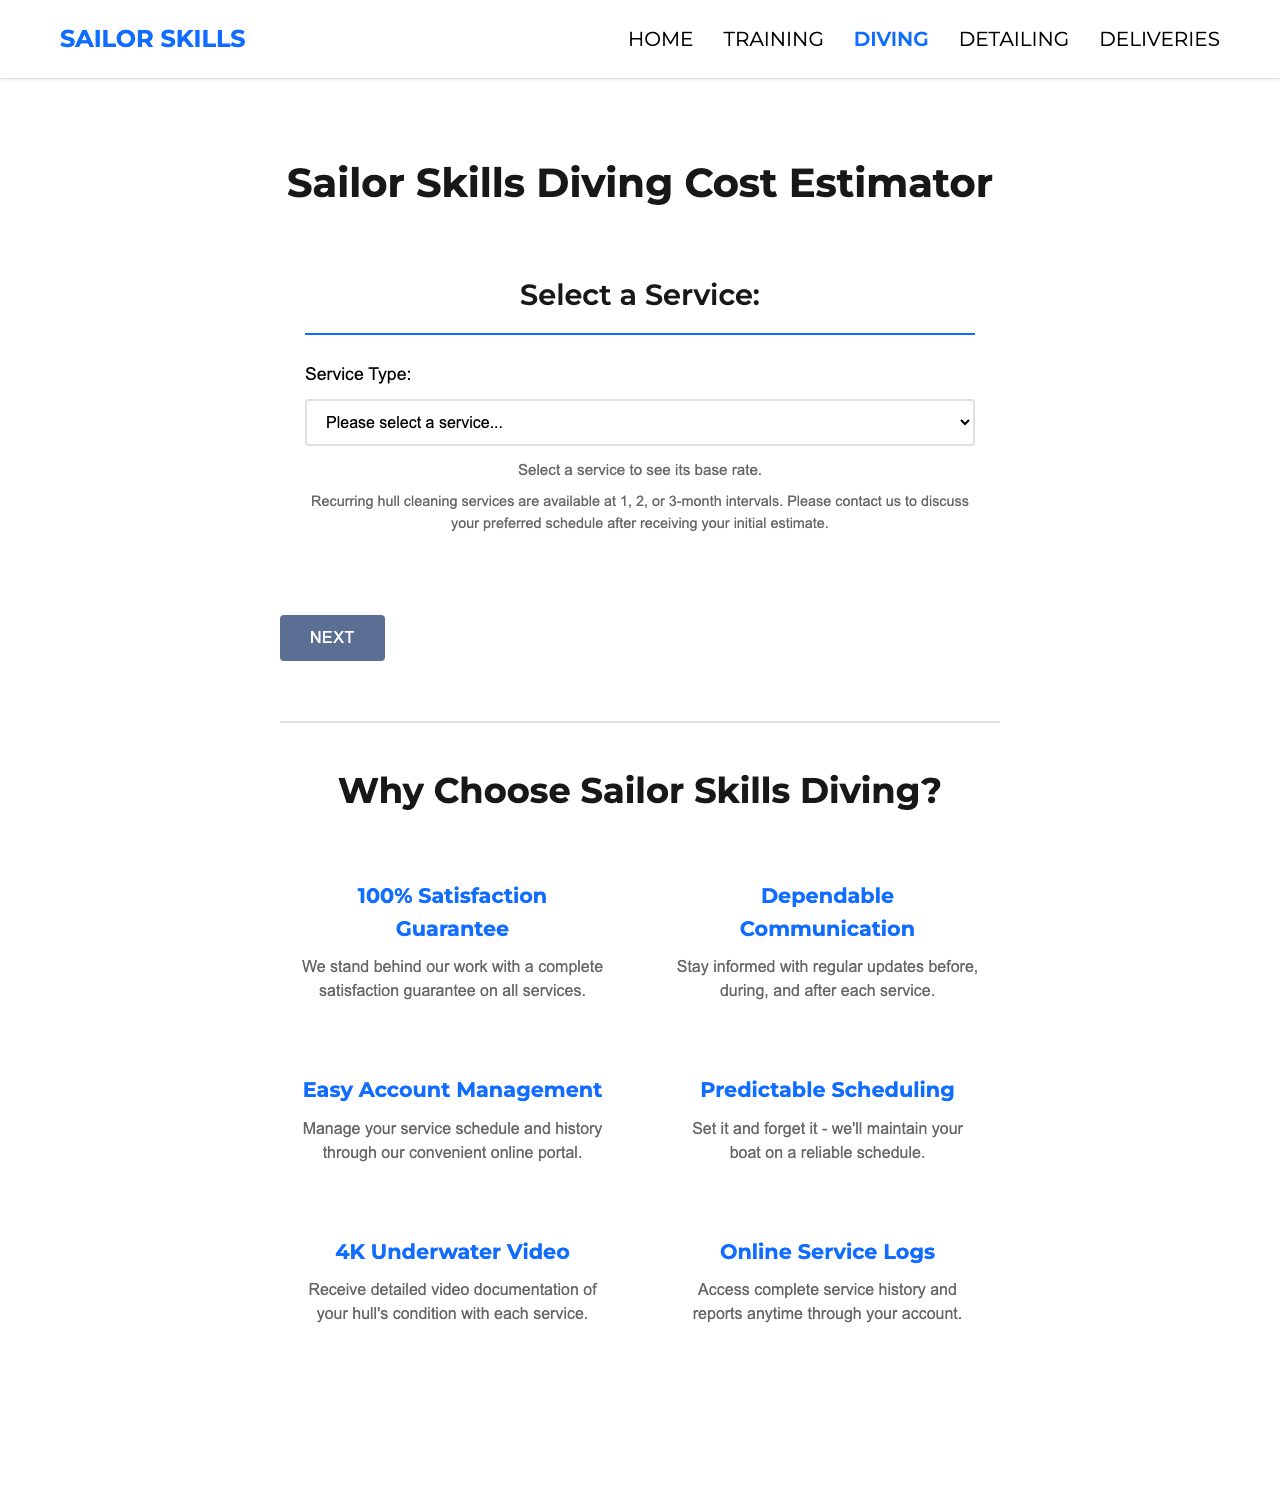 SAILOR SKILLS
HOME TRAINING DIVING DETAILING DELIVERIES
Sailor Skills Diving Cost Estimator
Select a Service:
Service Type:
Please select a service...
Select a service to see its base rate.
Recurring hull cleaning services are available at 1, 2, or 3-month intervals. Please contact us to discuss
your preferred schedule after receiving your initial estimate.
NEXT
Why Choose Sailor Skills Diving?
100% Satisfaction
Guarantee
We stand behind our work with a complete
satisfaction guarantee on all services.
Dependable
Communication
Stay informed with regular updates before,
during, and after each service.
Easy Account Management
Manage your service schedule and history
through our convenient online portal.
Predictable Scheduling
Set it and forget it - we'll maintain your
boat on a reliable schedule.
4K Underwater Video
Receive detailed video documentation of
your hull's condition with each service.
Online Service Logs
Access complete service history and
reports anytime through your account.